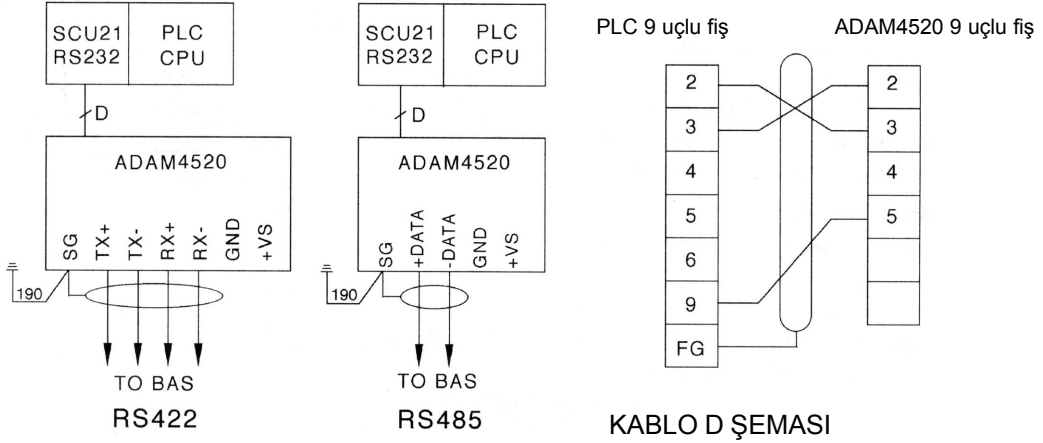 SCU21 PLC
RS232 CPU
D
ADAM4520
SG TX+ TX- RX+ RX- GND +VS
190
TO BAS
RS422
SCU21 PLC
RS232 CPU
D
ADAM4520
SG +DATA -DATA GND +VS
190
TO BAS
RS485
PLC 9 uçlu fiş
ADAM4520 9 uçlu fiş
2
3
4
5
6
9
FG
2
3
4
5
KABLO D ŞEMASI